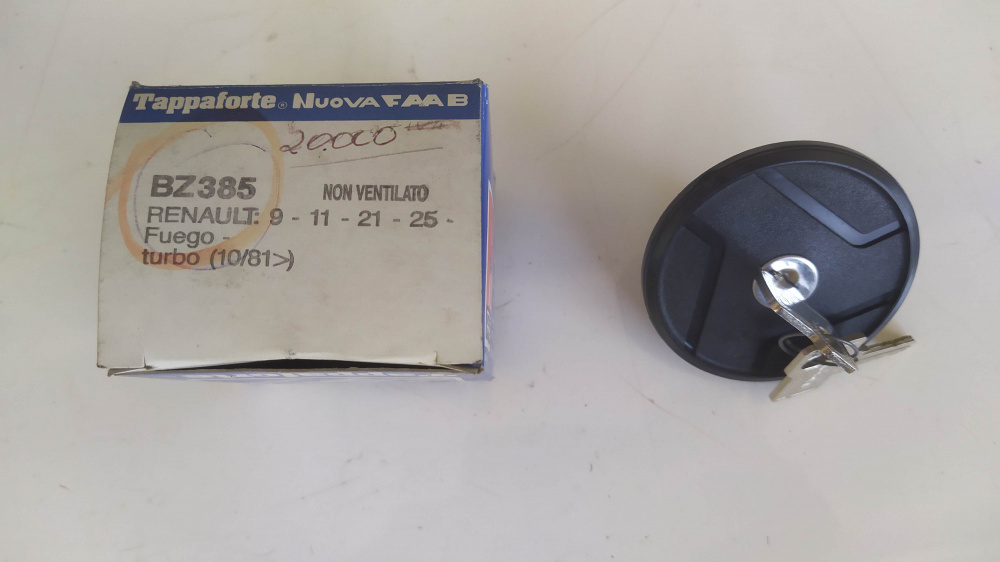 Tappaforte® NUOVA FAAB
20.000
BZ385 NON VENTILATO
RENAULT: 9 - 11 - 21 - 25 -
Fuego -
turbo (10/81>)